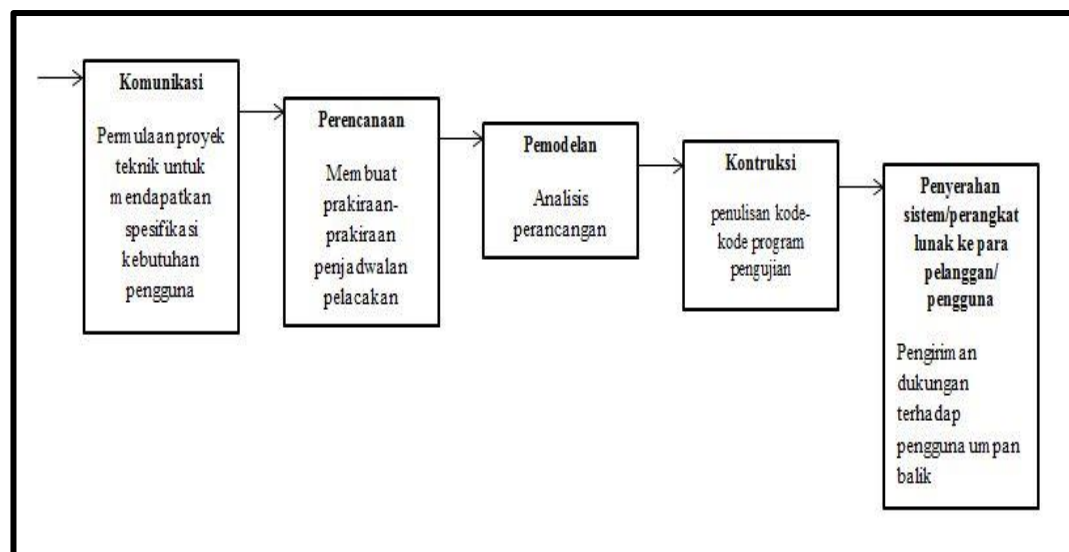 Komunikasi
Permulaan proyek
teknik untuk
mendapatkan
spesifikasi
kebutuhan
pengguna
Perencanaan
Membuat
prakiraan-
prakiraan
penjadwalan
pelacakan
Pemodelan
Analisis
perancangan
Kontruksi
penulisan kode-
kode program
pengujian
Penyerahan
sistem/perangkat
lunak ke para
pelanggan/
pengguna
Pengiriman
dukungan
terhadap
pengguna umpan
balik